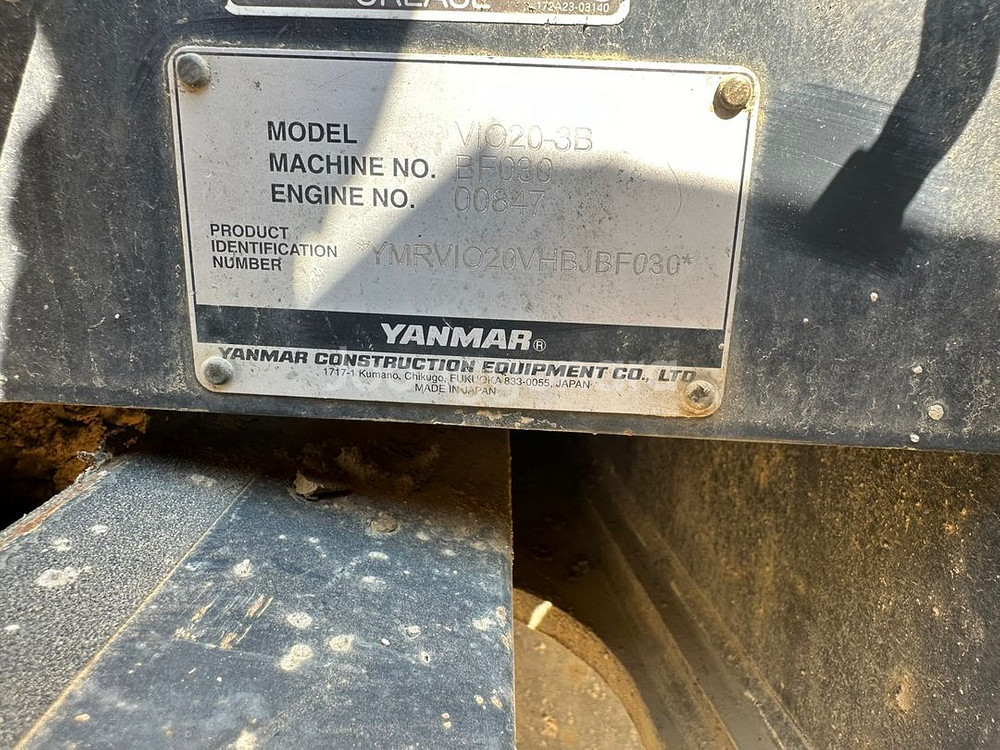 GREASE
172A23-03140
MODEL VIO20-3B
MACHINE NO. BF030
ENGINE NO. 00847
PRODUCT
IDENTIFICATION
NUMBER *YMRVIO20VHBJBF030*
YANMAR®
YANMAR CONSTRUCTION EQUIPMENT CO., LTD
1717-1 Kumano, Chikugo, FUKUOKA 833-0055, JAPAN
MADE IN JAPAN